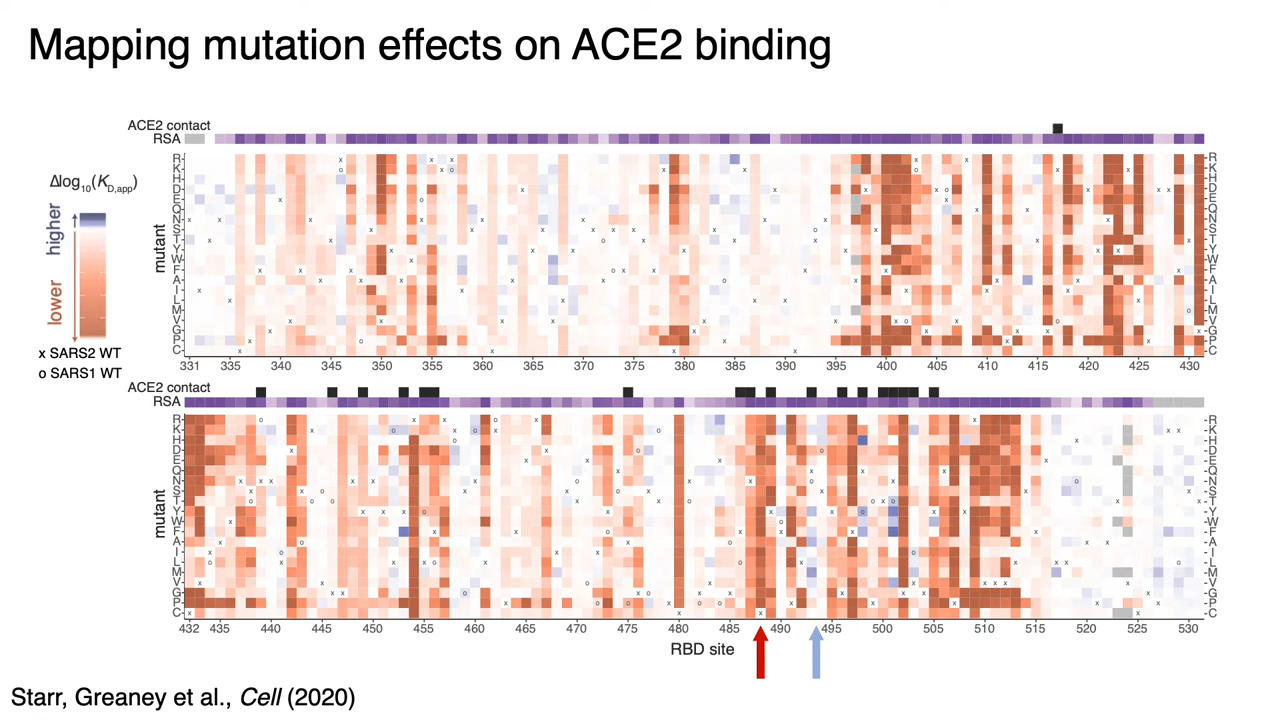 Mapping mutation effects on ACE2 binding
ACE2 contact
RSA
Δlog10(KD,app)
higher
lower
x SARS2 WT
o SARS1 WT
mutant
R
K
H
D
E
Q
N
S
T
Y
W
F
A
I
L
M
V
G
P
C
R
K
H
D
E
Q
N
S
T
Y
W
F
A
I
L
M
V
G
P
C
331 335 340 345 350 355 360 365 370 375 380 385 390 395 400 405 410 415 420 425 430
ACE2 contact
RSA
mutant
R
K
H
D
E
Q
N
S
T
Y
W
F
A
I
L
M
V
G
P
C
R
K
H
D
E
Q
N
S
T
Y
W
F
A
I
L
M
V
G
P
C
432 435 440 445 450 455 460 465 470 475 480 485 490 495 500 505 510 515 520 525 530
RBD site
Starr, Greaney et al., Cell (2020)